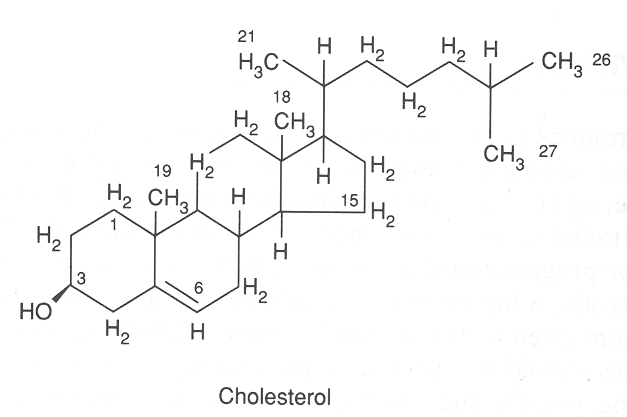 21 H H₂ H₂ H
H₃C CH₃ 26
18 H₂
H₂ CH₃
19 H₂ H CH₃ 27
H₂ CH₃ H H₂
H₂ 1 15 H₂
H
3 6 H₂
HO
H₂ H
Cholesterol